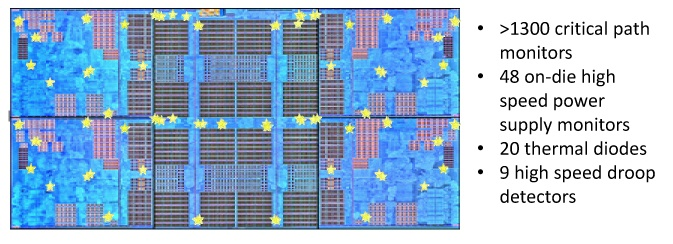 • >1300 critical path
monitors
• 48 on-die high
speed power
supply monitors
• 20 thermal diodes
• 9 high speed droop
detectors